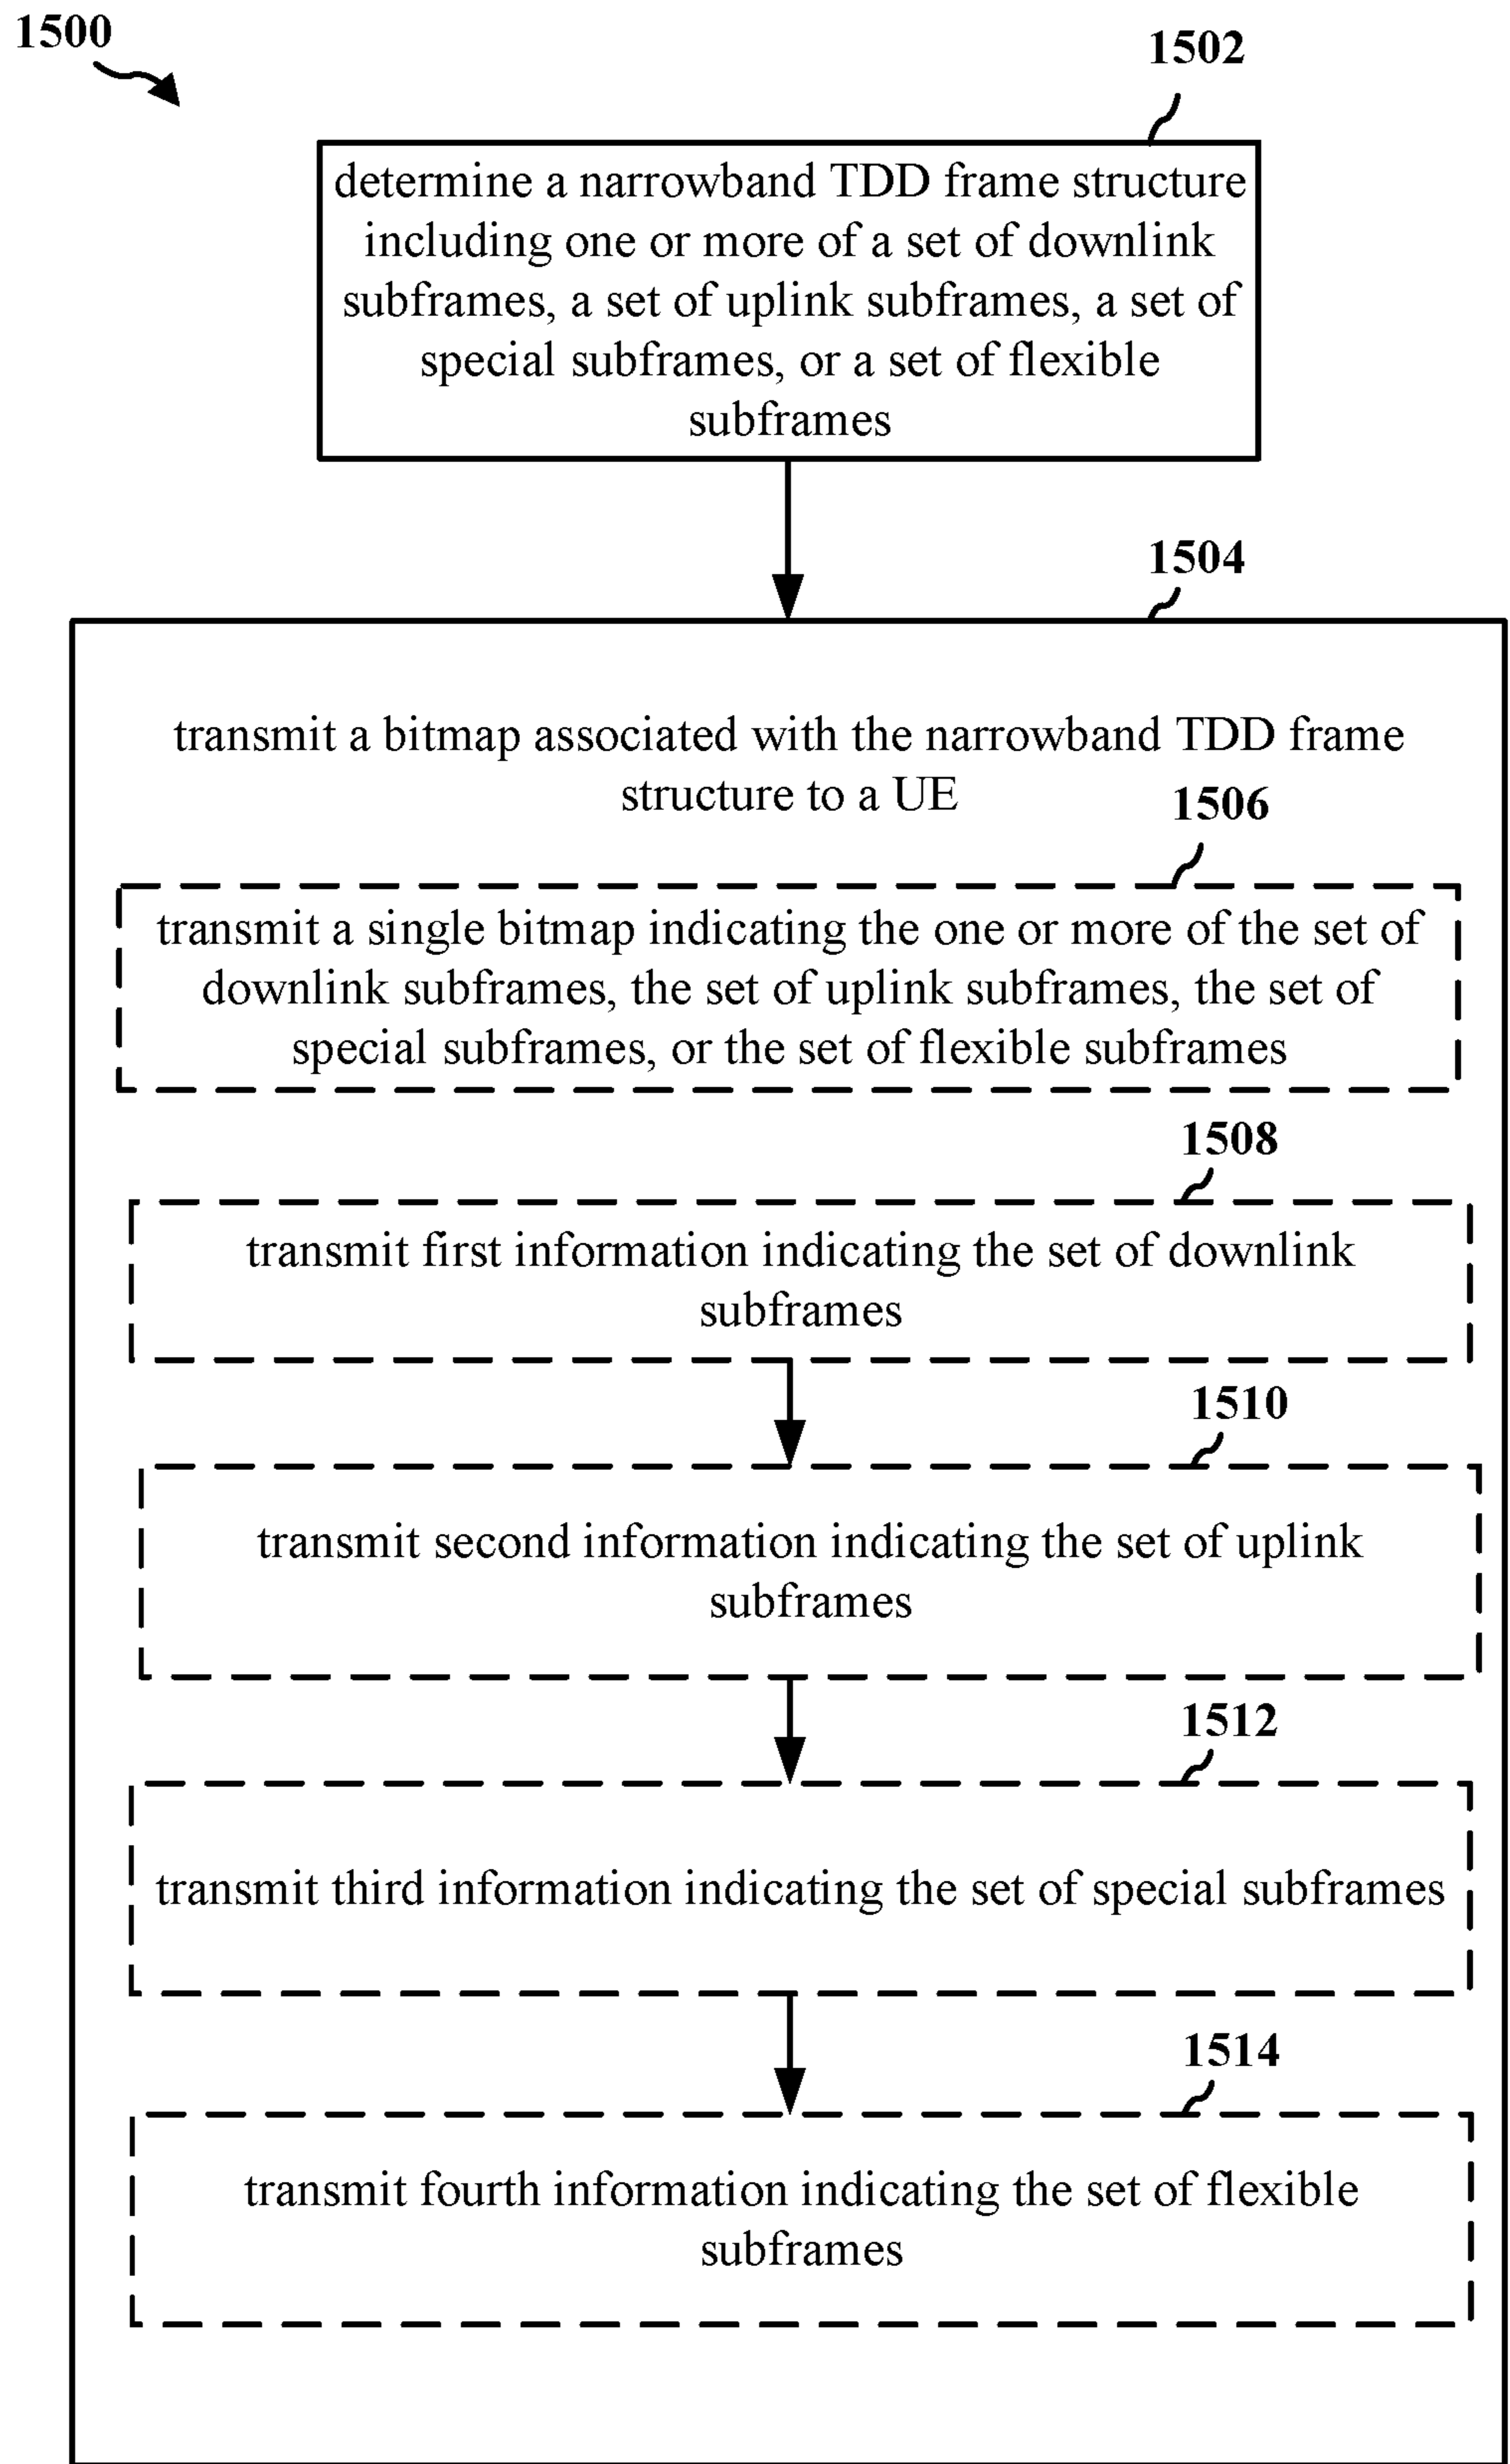 1500
1502
determine a narrowband TDD frame structure
including one or more of a set of downlink
subframes, a set of uplink subframes, a set of
special subframes, or a set of flexible
subframes
1504
transmit a bitmap associated with the narrowband TDD frame
structure to a UE
1506
transmit a single bitmap indicating the one or more of the set of
downlink subframes, the set of uplink subframes, the set of
special subframes, or the set of flexible subframes
1508
transmit first information indicating the set of downlink
subframes
1510
transmit second information indicating the set of uplink
subframes
1512
transmit third information indicating the set of special subframes
1514
transmit fourth information indicating the set of flexible
subframes